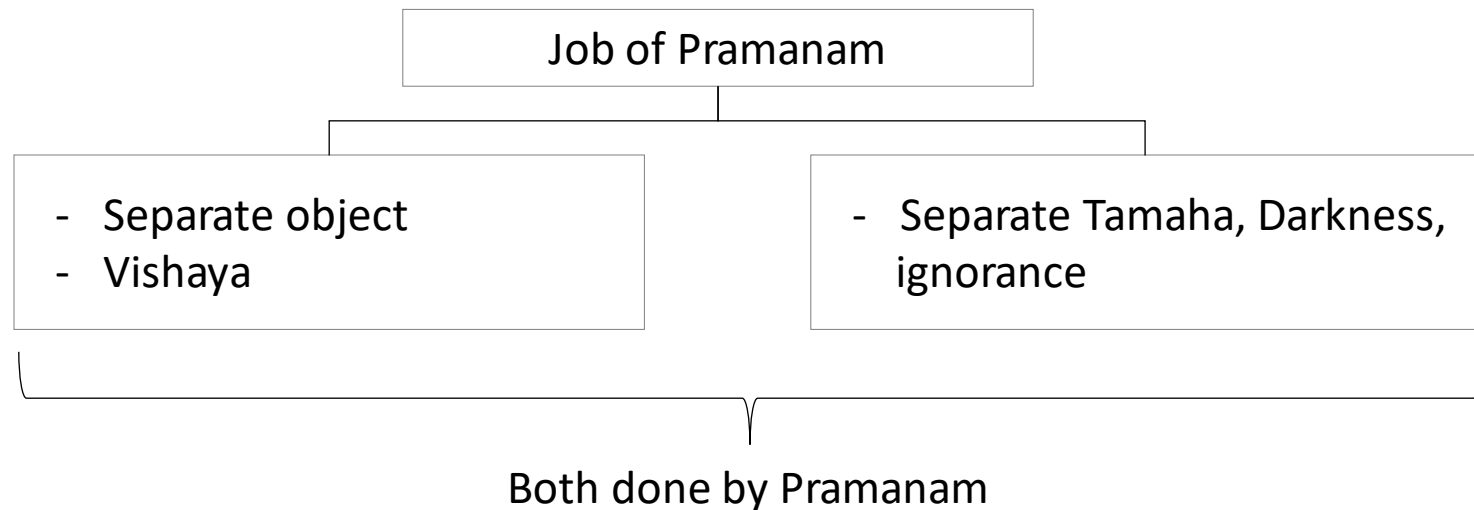 Job of Pramanam
- Separate object
- Vishaya
- Separate Tamaha, Darkness,
ignorance
Both done by Pramanam